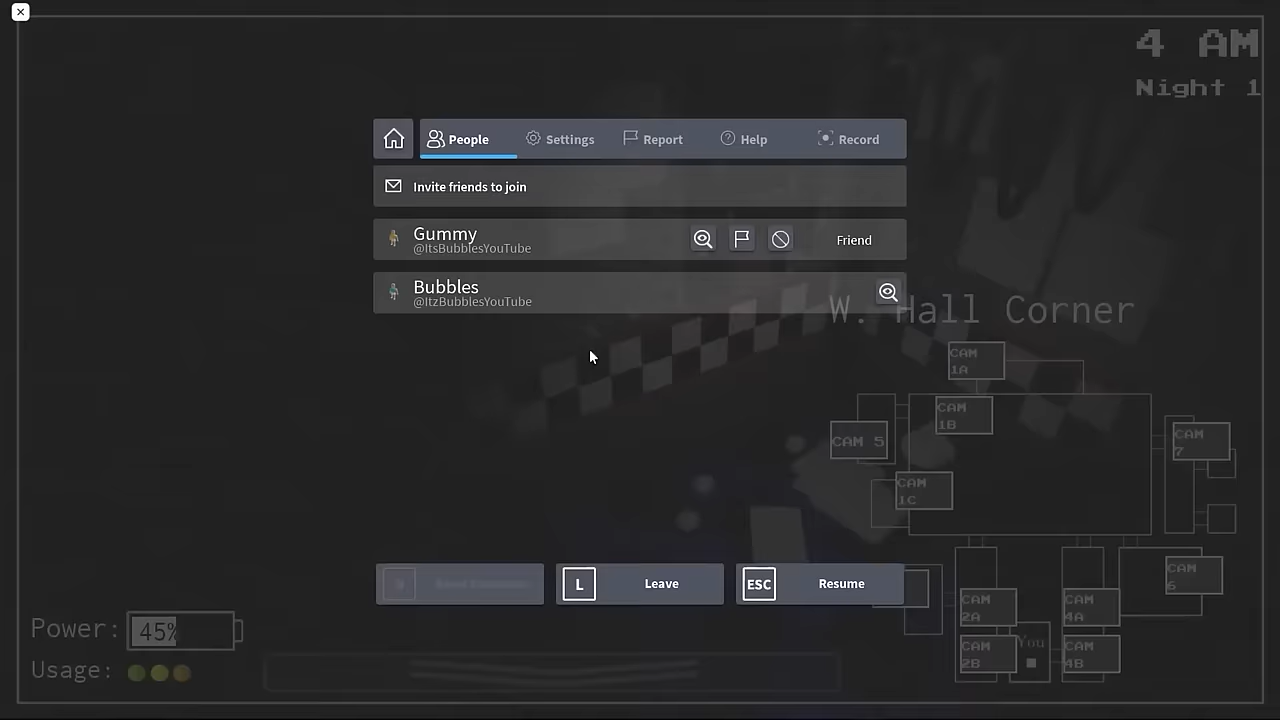 4 AM
Night 1
People
Settings
Report
Help
Record
Invite friends to join
Gummy
@ItsBubblesYouTube
Friend
Bubbles
@ItzBubblesYouTube
W. Hall Corner
CAM
1A
CAM
1B
CAM 5
CAM
7
CAM
1C
L Leave
ESC Resume
CAM
6
CAM
2A
CAM
4A
You
CAM
2B
CAM
4B
Power: 45%
Usage: